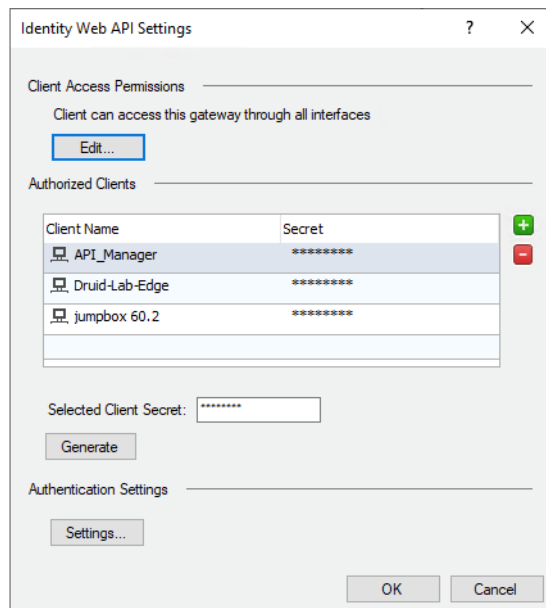 Identity Web API Settings ? ✕
Client Access Permissions
Client can access this gateway through all interfaces
Edit...
Authorized Clients
Client Name Secret
API_Manager ********
Druid-Lab-Edge ********
jumpbox 60.2 ********
Selected Client Secret: ********
Generate
Authentication Settings
Settings...
OK Cancel